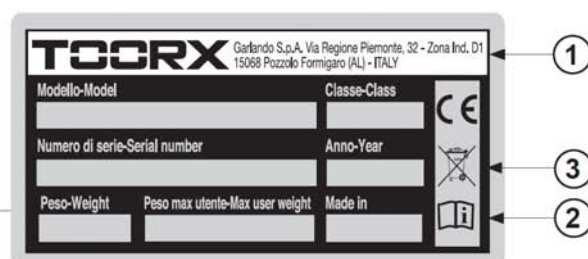 TOORX
Garlando S.p.A. Via Regione Piemonte, 32 - Zona Ind. D1
15068 Pozzolo Formigaro (AL) - ITALY
1
Modello-Model
Classe-Class
CE
Numero di serie-Serial number
Anno-Year
3
Peso-Weight
Peso max utente-Max user weight
Made in
i
2